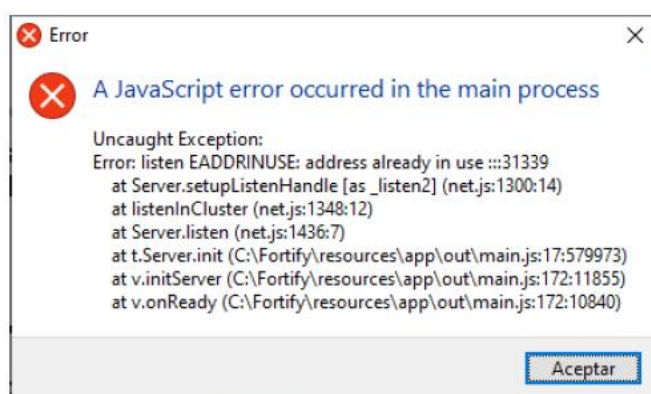 Error
A JavaScript error occurred in the main process
Uncaught Exception:
Error: listen EADDRINUSE: address already in use :::31339
at Server.setupListenHandle [as _listen2] (net.js:1300:14)
at listenInCluster (net.js:1348:12)
at Server.listen (net.js:1436:7)
at t.Server.init (C:\Fortify\resources\app\out\main.js:17:579973)
at v.initServer (C:\Fortify\resources\app\out\main.js:172:11855)
at v.onReady (C:\Fortify\resources\app\out\main.js:172:10840)
Aceptar